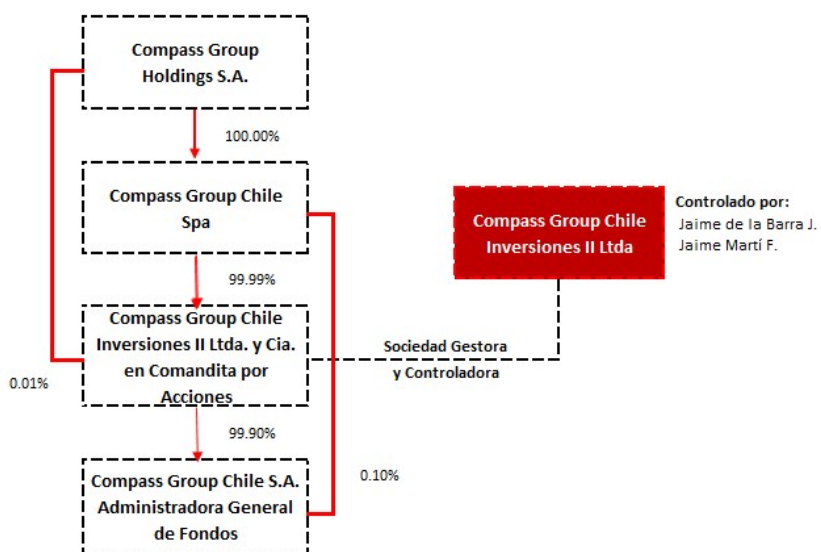 Compass Group
Holdings S.A.
100.00%
Compass Group Chile
Spa
Compass Group Chile
Inversiones II Ltda
Controlado por:
Jaime de la Barra J.
Jaime Martí F.
99.99%
Compass Group Chile
Inversiones II Ltda. y Cia.
en Comandita por
Acciones
Sociedad Gestora
y Controladora
0.01%
99.90%
Compass Group Chile S.A.
Administradora General
de Fondos
0.10%